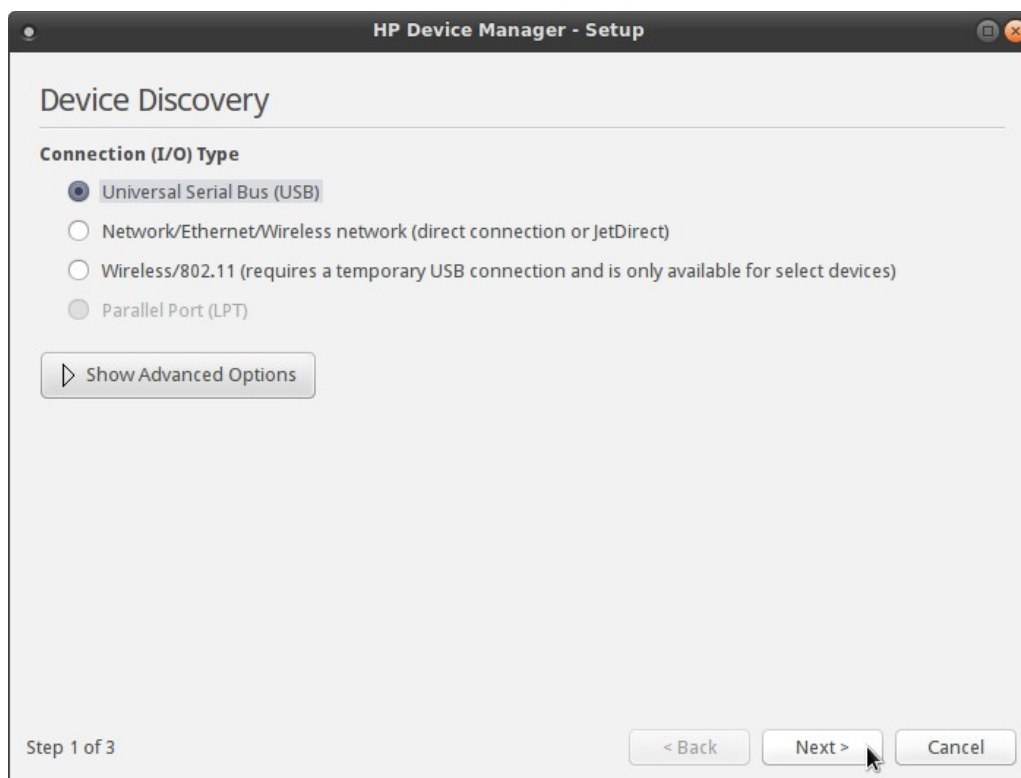 HP Device Manager - Setup
Device Discovery
Connection (I/O) Type
Universal Serial Bus (USB)
Network/Ethernet/Wireless network (direct connection or JetDirect)
Wireless/802.11 (requires a temporary USB connection and is only available for select devices)
Parallel Port (LPT)
Show Advanced Options
Step 1 of 3
< Back
Next >
Cancel